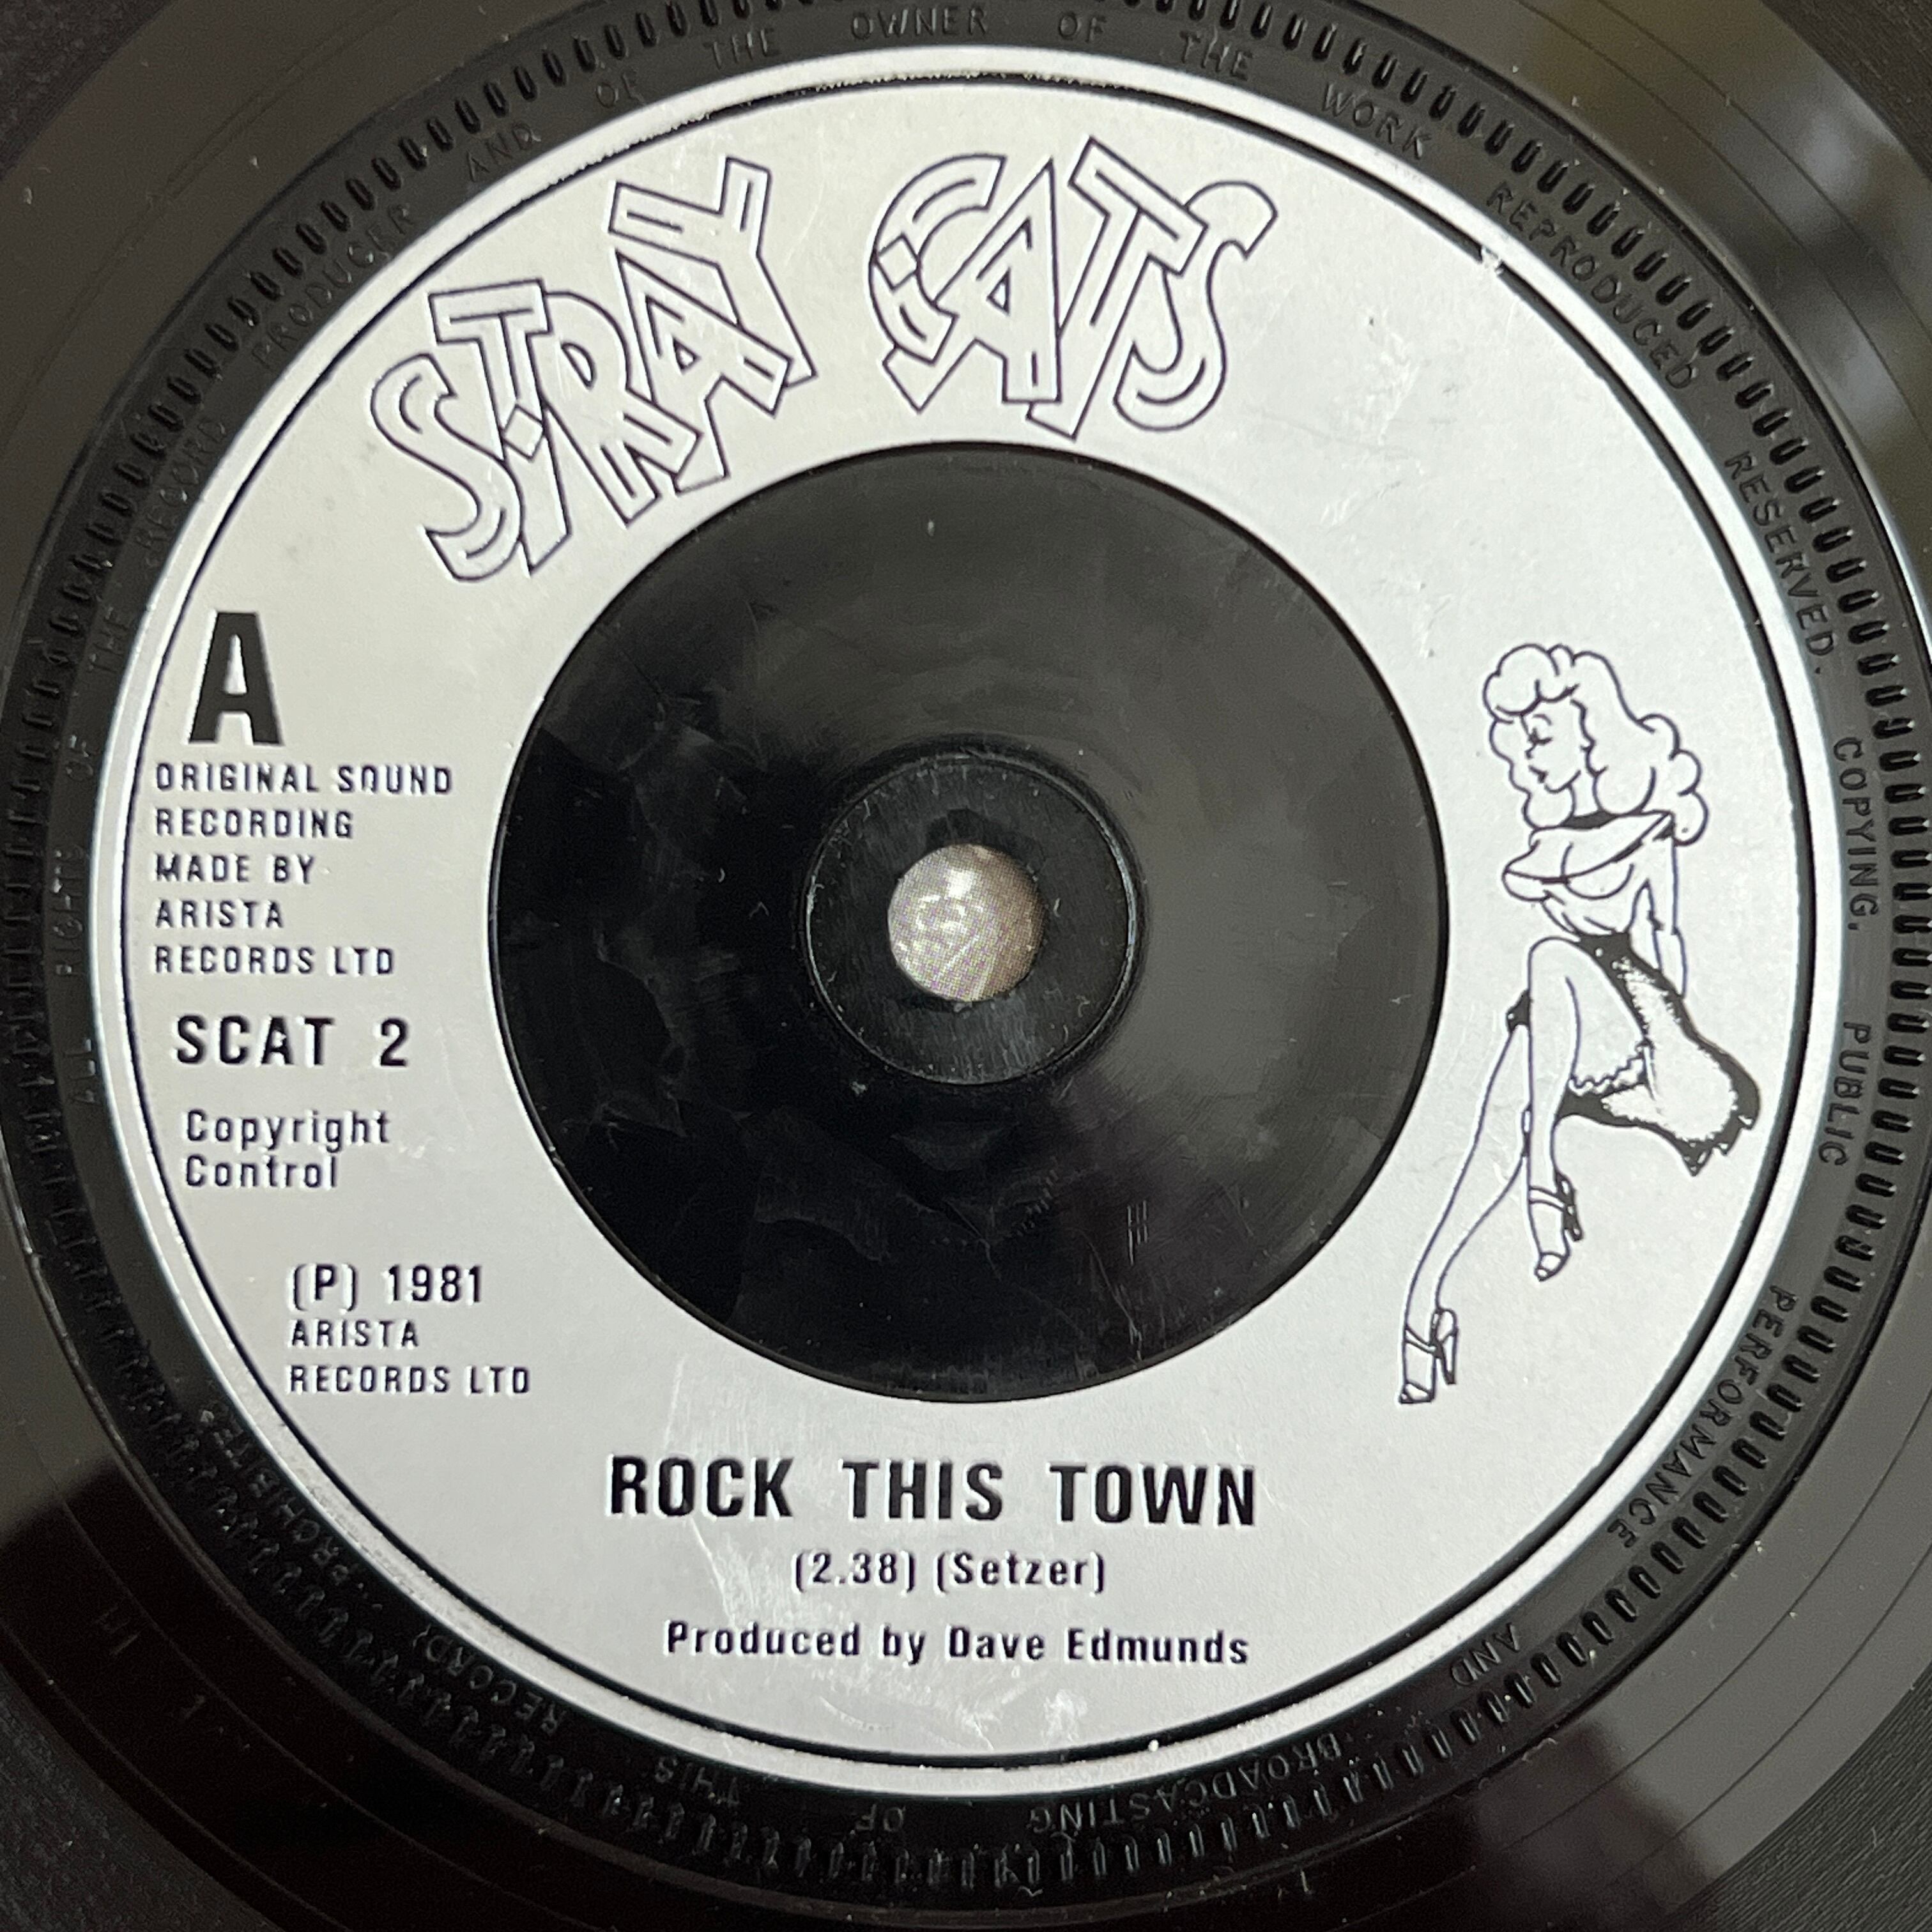 STRAY CATS
A
ORIGINAL SOUND
RECORDING
MADE BY
ARISTA
RECORDS LTD
SCAT 2
Copyright
Control
(P) 1981
ARISTA
RECORDS LTD
ROCK THIS TOWN
(2.38) (Setzer)
Produced by Dave Edmunds
ALL RIGHTS OF THE RECORD PRODUCER AND OF THE OWNER OF THE WORK REPRODUCED RESERVED. COPYING, PUBLIC PERFORMANCE AND BROADCASTING OF THIS RECORD PROHIBITED